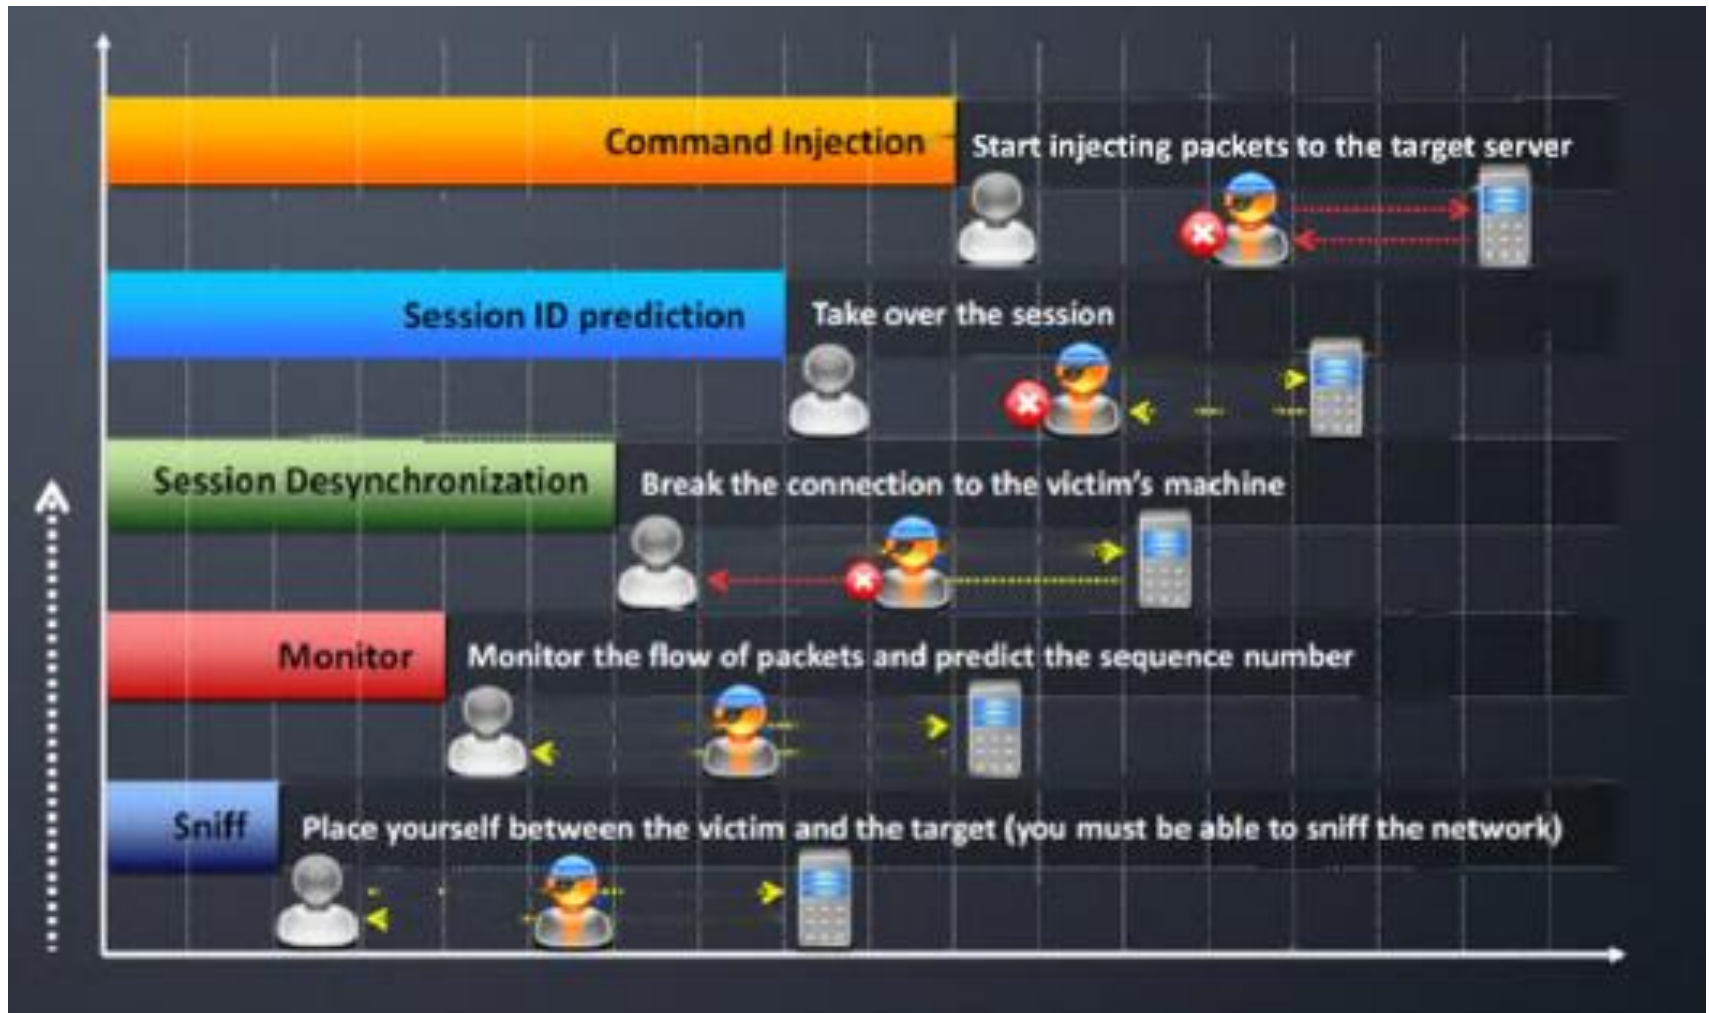 Command Injection
Start injecting packets to the target server
Session ID prediction
Take over the session
Session Desynchronization
Break the connection to the victim's machine
Monitor
Monitor the flow of packets and predict the sequence number
Sniff
Place yourself between the victim and the target (you must be able to sniff the network)